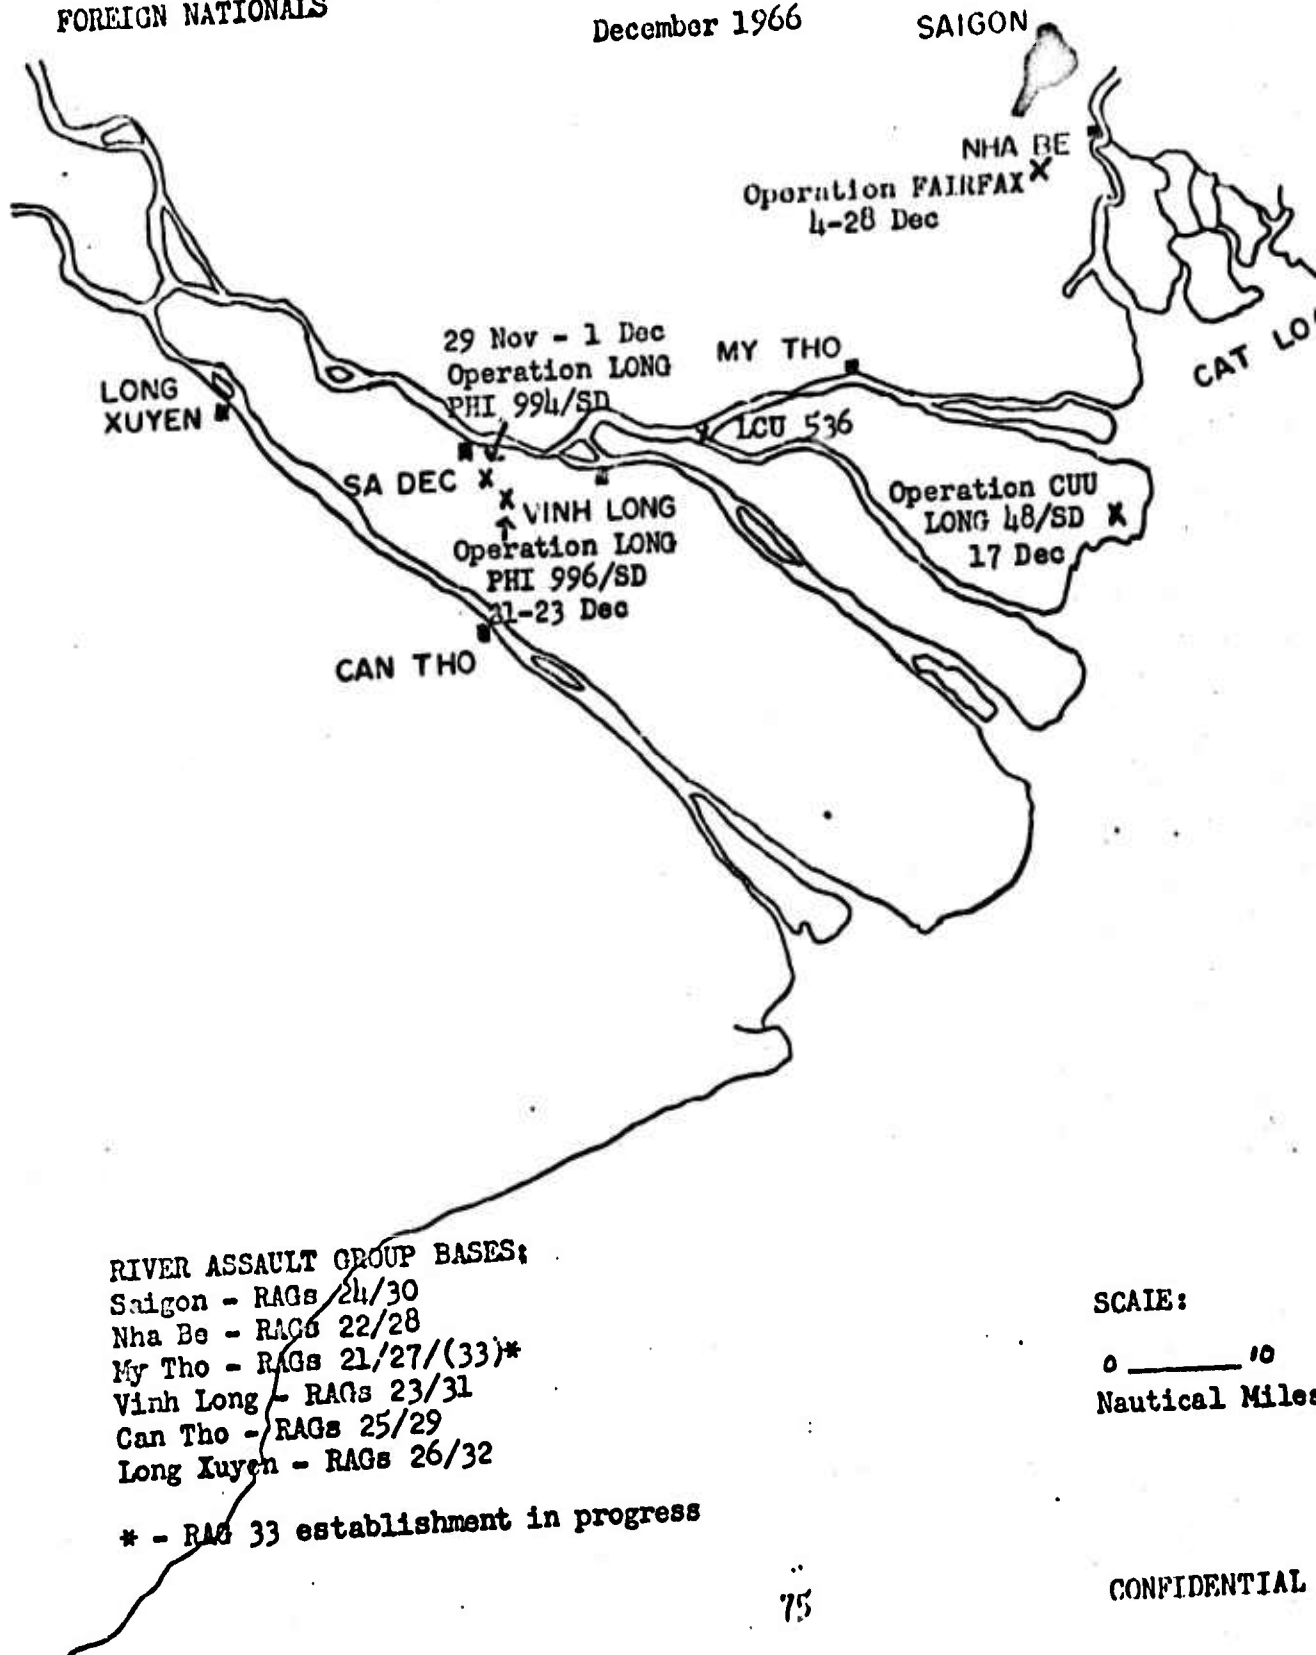 FOREIGN NATIONALS
December 1966
SAIGON
NHA BE
Operation FAIRFAX
4-28 Dec
29 Nov - 1 Dec
Operation LONG
PHI 994/SD
MY THO
CAT
LONG
XUYEN
LCU 536
SA DEC
VINH LONG
Operation CUU
LONG 48/SD
17 Dec
Operation LONG
PHI 996/SD
21-23 Dec
CAN THO
RIVER ASSAULT GROUP BASES:
Saigon - RAGs 24/30
Nha Be - RAGs 22/28
My Tho - RAGs 21/27/(33)*
Vinh Long - RAGs 23/31
Can Tho - RAGs 25/29
Long Xuyen - RAGs 26/32
* - RAG 33 establishment in progress
SCALE:
0 10
Nautical Miles
75
CONFIDENTIAL